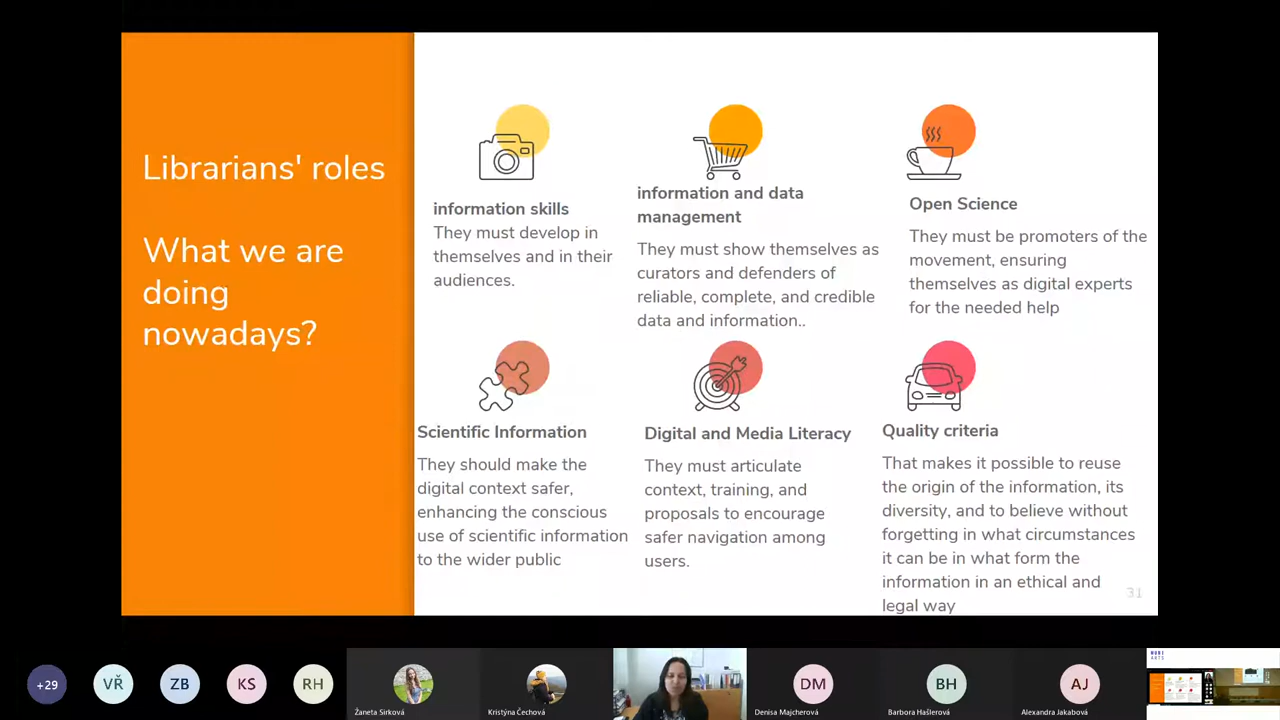 Librarians' roles
What we are
doing
nowadays?
information skills
They must develop in
themselves and in their
audiences.
information and data
management
They must show themselves as
curators and defenders of
reliable, complete, and credible
data and information..
Open Science
They must be promoters of the
movement, ensuring
themselves as digital experts
for the needed help
Scientific Information
They should make the
digital context safer,
enhancing the conscious
use of scientific information
to the wider public
Digital and Media Literacy
They must articulate
context, training, and
proposals to encourage
safer navigation among
users.
Quality criteria
That makes it possible to reuse
the origin of the information, its
diversity, and to believe without
forgetting in what circumstances
it can be in what form the
information in an ethical and
legal way
31
+29
VŘ
ZB
KS
RH
Žaneta Sirková
Kristýna Čechová
DM
Denisa Majcherová
BH
Barbora Hašlerová
AJ
Alexandra Jakabová
MUNI
ARTS